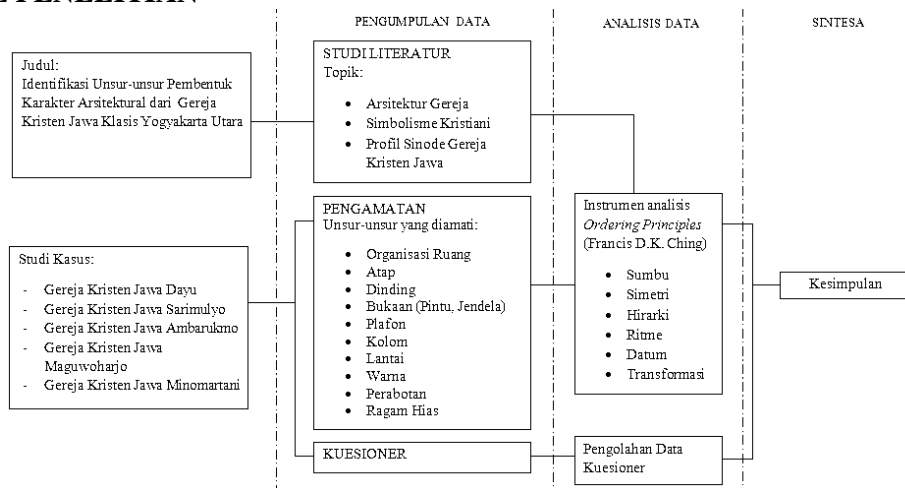 PENGUMPULAN DATA
ANALISIS DATA
SINTESA
Judul:
Identifikasi Unsur-unsur Pembentuk
Karakter Arsitektural dari Gereja
Kristen Jawa Klasis Yogyakarta Utara
STUDI LITERATUR
Topik:
• Arsitektur Gereja
• Simbolisme Kristiani
• Profil Sinode Gereja
Kristen Jawa
Studi Kasus:
- Gereja Kristen Jawa Dayu
- Gereja Kristen Jawa Sarimulyo
- Gereja Kristen Jawa Ambarukmo
- Gereja Kristen Jawa
Maguwoharjo
- Gereja Kristen Jawa Minomartani
PENGAMATAN
Unsur-unsur yang diamati:
• Organisasi Ruang
• Atap
• Dinding
• Bukaan (Pintu, Jendela)
• Plafon
• Kolom
• Lantai
• Warna
• Perabotan
• Ragam Hias
KUESIONER
Instrumen analisis
Ordering Principles
(Francis D.K. Ching)
• Sumbu
• Simetri
• Hirarki
• Ritme
• Datum
• Transformasi
Pengolahan Data
Kuesioner
Kesimpulan